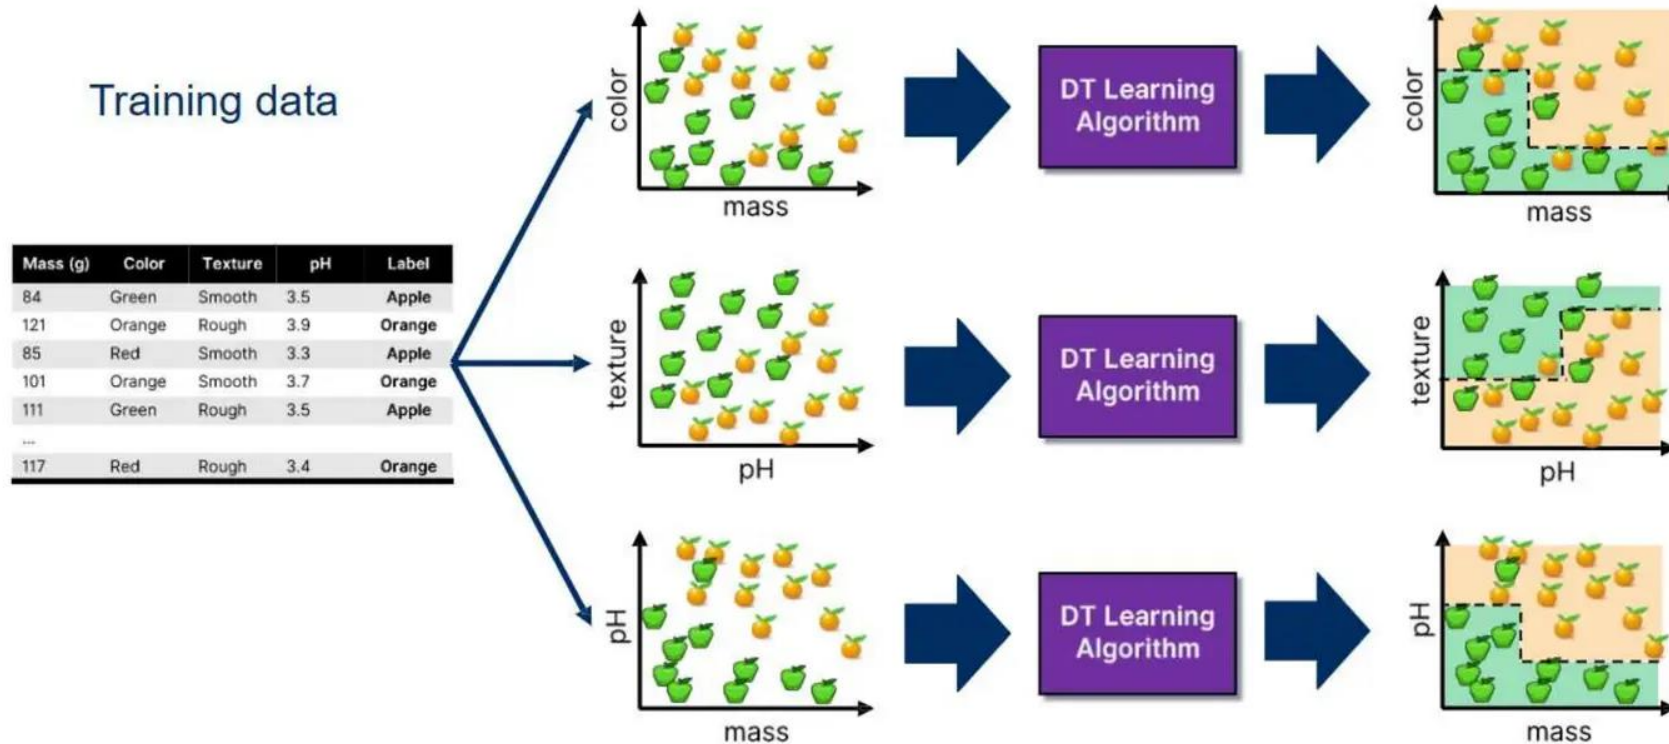 Training data
Mass (g) Color Texture pH Label
84 Green Smooth 3.5 Apple
121 Orange Rough 3.9 Orange
85 Red Smooth 3.3 Apple
101 Orange Smooth 3.7 Orange
111 Green Rough 3.5 Apple
...
117 Red Rough 3.4 Orange
color
mass
DT Learning
Algorithm
color
mass
texture
pH
DT Learning
Algorithm
texture
pH
pH
mass
DT Learning
Algorithm
pH
mass